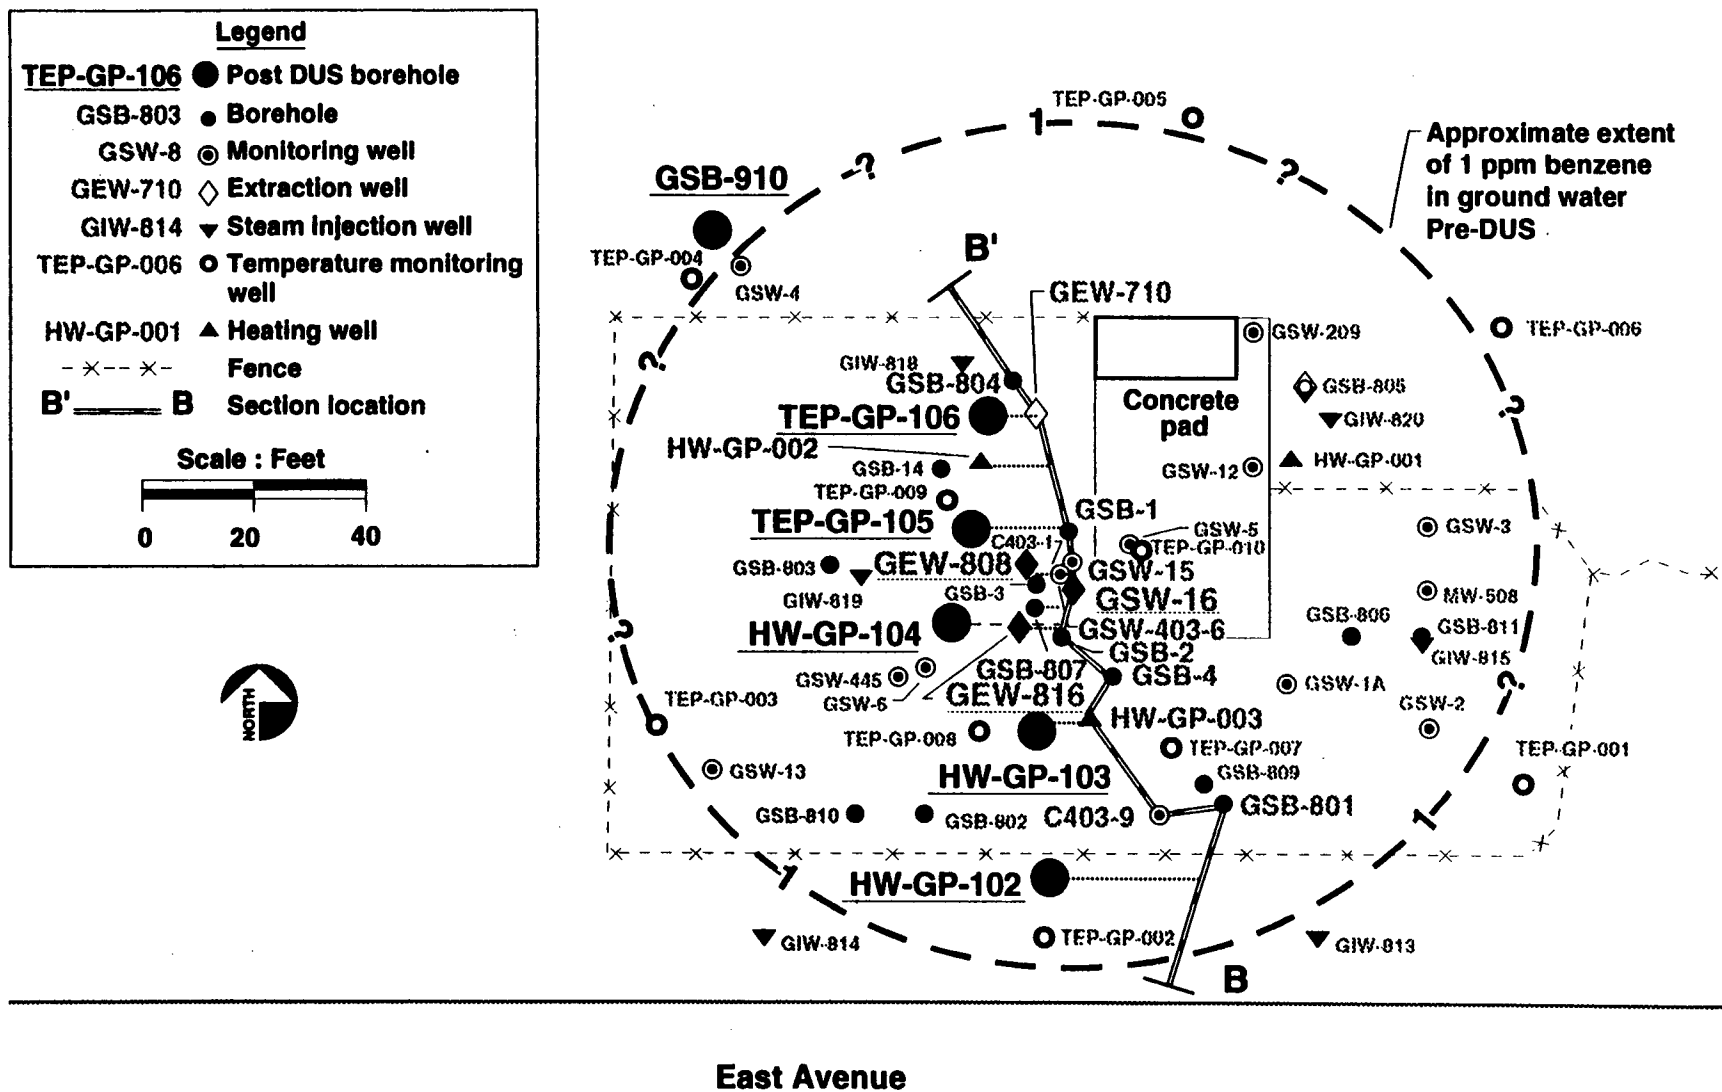 Legend
TEP-GP-106 Post DUS borehole
GSB-803 Borehole
GSW-8 Monitoring well
GEW-710 Extraction well
GIW-814 Steam injection well
TEP-GP-006 Temperature monitoring
well
HW-GP-001 Heating well
Fence
B' B Section location
Scale : Feet
0 20 40
NORTH
TEP-GP-005
1
?
?
Approximate extent
of 1 ppm benzene
in ground water
Pre-DUS
GSB-910
TEP-GP-004
GSW-4
B'
GEW-710
GSW-209
TEP-GP-006
?
GIW-818
GSB-804
GSB-805
Concrete
pad
?
TEP-GP-106
GIW-820
HW-GP-002
GSB-14
GSW-12
HW-GP-001
TEP-GP-009
TEP-GP-105
GSB-1
GSW-5
GSW-3
C403-1
TEP-GP-010
GSB-803
GEW-808
GSW-15
GIW-819
GSB-3
GSW-16
MW-508
?
HW-GP-104
GSW-403-6
GSB-806
GSB-811
GSB-2
GIW-815
GSW-445
GSB-807
GSB-4
GSW-1A
?
GSW-6
GEW-816
TEP-GP-003
GSW-2
HW-GP-003
TEP-GP-008
TEP-GP-007
TEP-GP-001
GSW-13
HW-GP-103
GSB-809
GSB-810
GSB-802
C403-9
GSB-801
1
1
HW-GP-102
GIW-814
TEP-GP-002
GIW-813
B
East Avenue